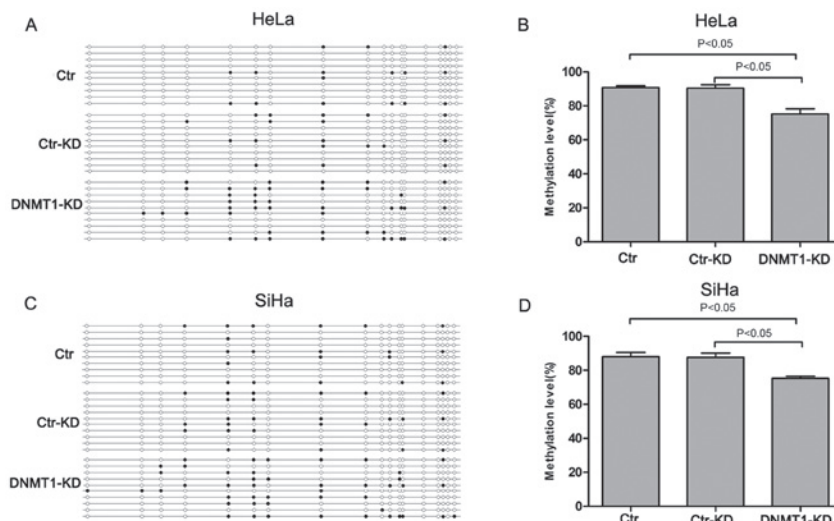 A
HeLa
Ctr
Ctr-KD
DNMT1-KD
B
HeLa
P<0.05
P<0.05
Methylation level(%)
100
80
60
40
20
0
Ctr
Ctr-KD
DNMT1-KD
C
SiHa
Ctr
Ctr-KD
DNMT1-KD
D
SiHa
P<0.05
P<0.05
Methylation level(%)
100
80
60
40
20
0
Ctr
Ctr-KD
DNMT1-KD